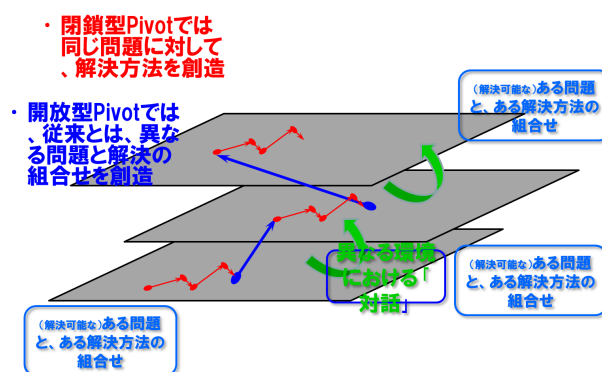 ・ 閉鎖型Pivotでは
同じ問題に対して
、解決方法を創造
・ 開放型Pivotでは
、従来とは、異な
る問題と解決の
組合せを創造
(解決可能な)ある問題
と、ある解決方法の
組合せ
異なる環境
における「
対話」
(解決可能な)ある問題
と、ある解決方法の
組合せ
(解決可能な)ある問題
と、ある解決方法の
組合せ